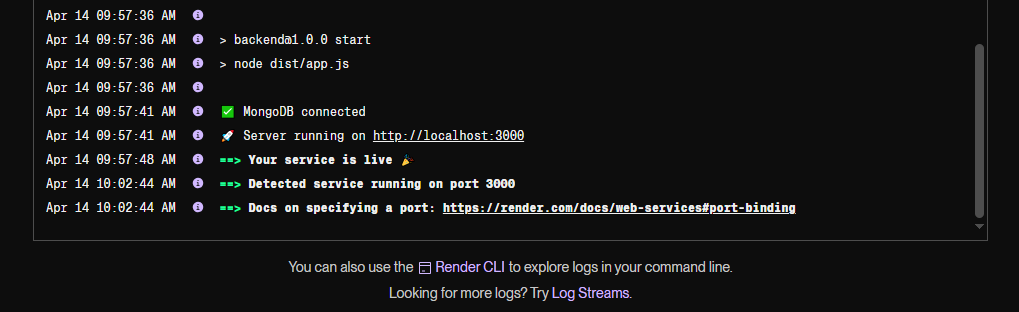 Apr 14 09:57:36 AM
Apr 14 09:57:36 AM > backend@1.0.0 start
Apr 14 09:57:36 AM > node dist/app.js
Apr 14 09:57:36 AM
Apr 14 09:57:41 AM ✅ MongoDB connected
Apr 14 09:57:41 AM 🚀 Server running on http://localhost:3000
Apr 14 09:57:48 AM ==> Your service is live 🎉
Apr 14 10:02:44 AM ==> Detected service running on port 3000
Apr 14 10:02:44 AM ==> Docs on specifying a port: https://render.com/docs/web-services#port-binding
You can also use the Render CLI to explore logs in your command line.
Looking for more logs? Try Log Streams.